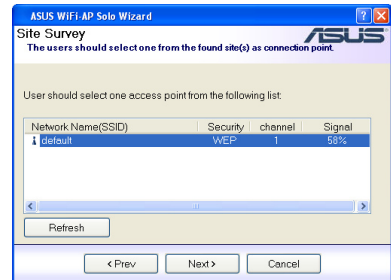 ASUS WiFi-AP Solo Wizard
Site Survey
The users should select one from the found site(s) as connection point.
ASUS
User should select one access point from the following list:
Network Name(SSID) Security channel Signal
default WEP 1 58%
Refresh
< Prev Next > Cancel